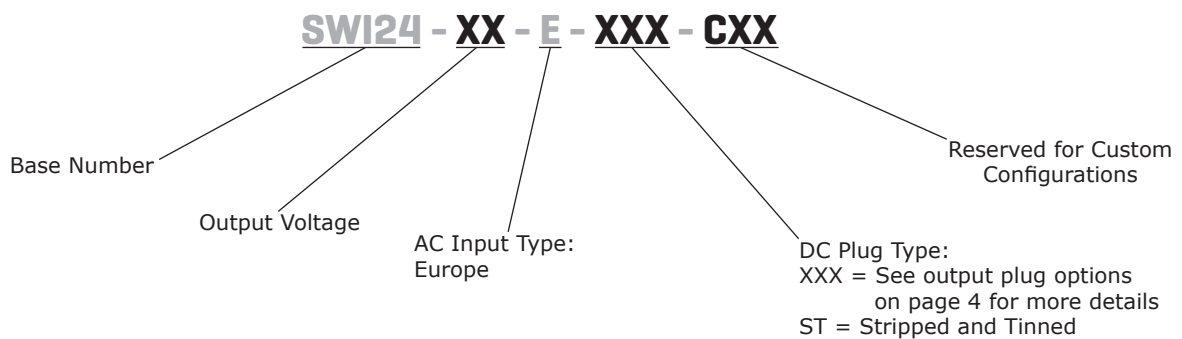 SWI24 - XX - E - XXX - CXX
Base Number
Output Voltage
AC Input Type:
Europe
DC Plug Type:
XXX = See output plug options
on page 4 for more details
ST = Stripped and Tinned
Reserved for Custom
Configurations